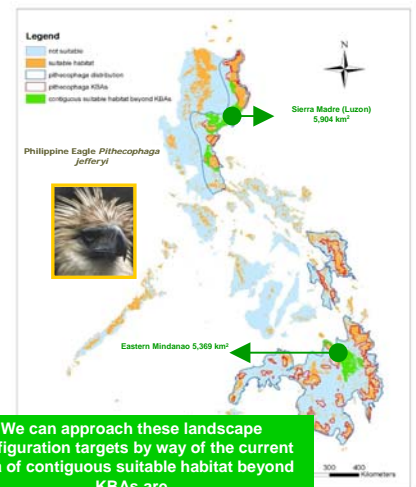 Legend
not suitable
suitable habitat
pithecophaga distribution
pithecophaga KBAs
contiguous suitable habitat beyond KBAs
N
Sierra Madre (Luzon)
5,904 km²
Philippine Eagle Pithecophaga
jefferyi
Eastern Mindanao 5,369 km²
We can approach these landscape
figuration targets by way of the current
of contiguous suitable habitat beyond
KBAs are
300 400
Kilometers